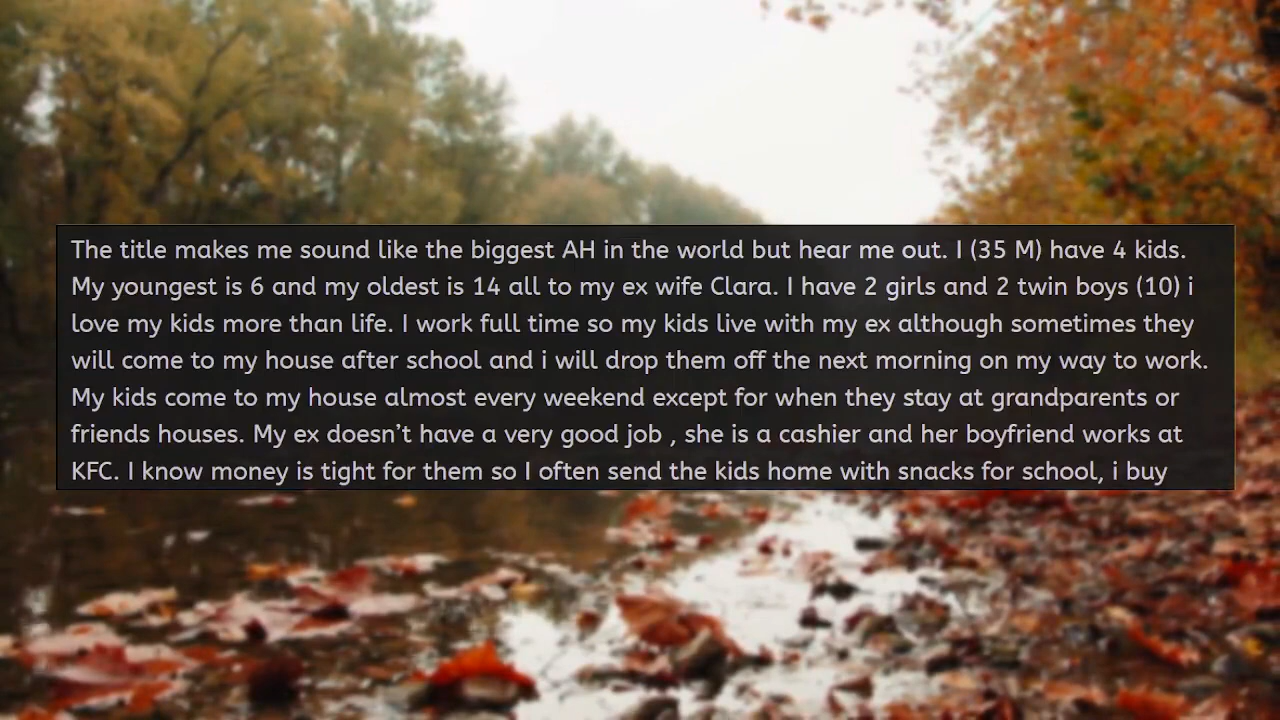 The title makes me sound like the biggest AH in the world but hear me out. I (35 M) have 4 kids.
My youngest is 6 and my oldest is 14 all to my ex wife Clara. I have 2 girls and 2 twin boys (10) i
love my kids more than life. I work full time so my kids live with my ex although sometimes they
will come to my house after school and i will drop them off the next morning on my way to work.
My kids come to my house almost every weekend except for when they stay at grandparents or
friends houses. My ex doesn’t have a very good job , she is a cashier and her boyfriend works at
KFC. I know money is tight for them so I often send the kids home with snacks for school, i buy